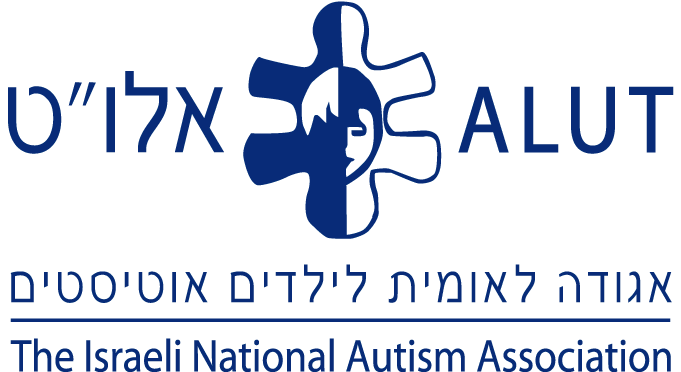 אלו״ט ALUT
אגודה לאומית לילדים אוטיסטים
The Israeli National Autism Association